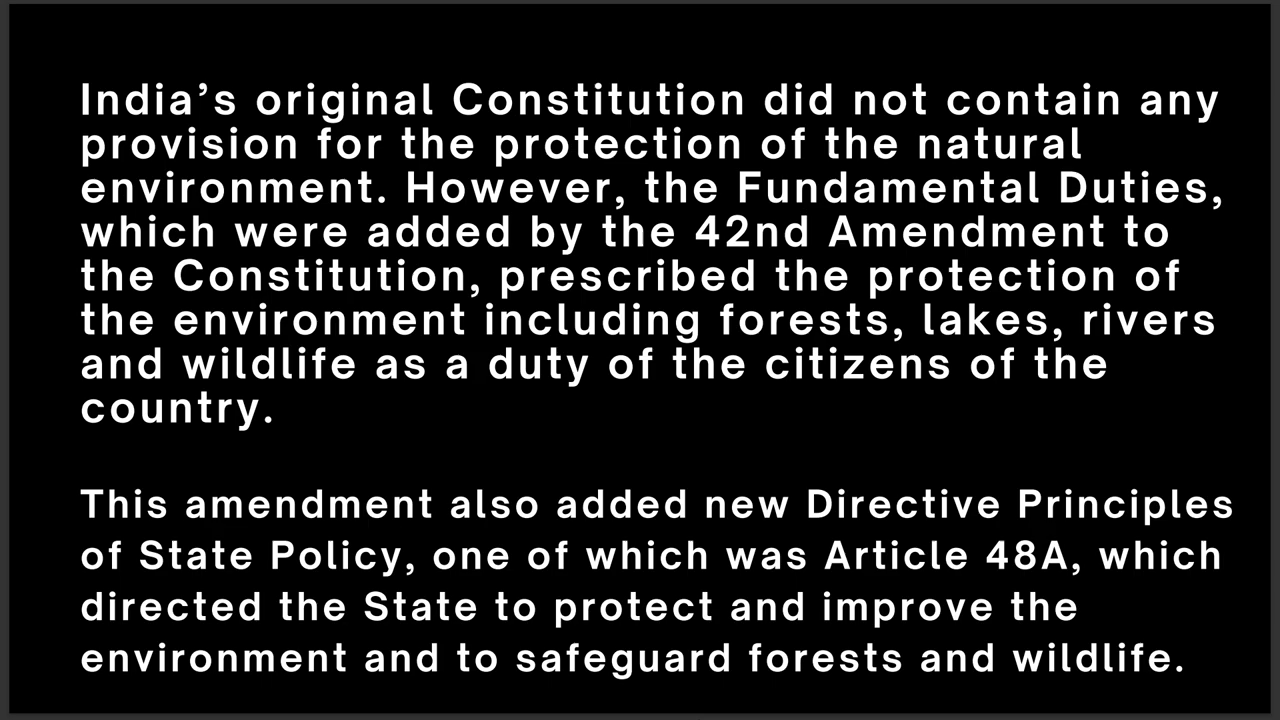 India’s original Constitution did not contain any
provision for the protection of the natural
environment. However, the Fundamental Duties,
which were added by the 42nd Amendment to
the Constitution, prescribed the protection of
the environment including forests, lakes, rivers
and wildlife as a duty of the citizens of the
country.
This amendment also added new Directive Principles
of State Policy, one of which was Article 48A, which
directed the State to protect and improve the
environment and to safeguard forests and wildlife.